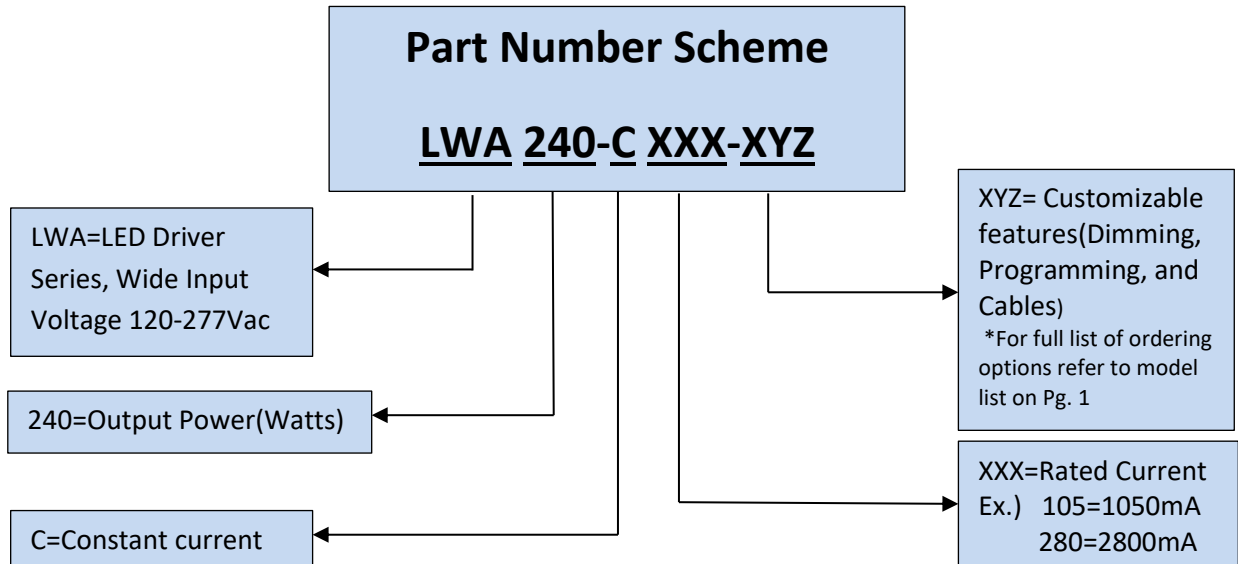 Part Number Scheme
LWA 240-C XXX-XYZ
LWA=LED Driver
Series, Wide Input
Voltage 120-277Vac
240=Output Power(Watts)
C=Constant current
XYZ= Customizable
features(Dimming,
Programming, and
Cables)
*For full list of ordering
options refer to model
list on Pg. 1
XXX=Rated Current
Ex.) 105=1050mA
280=2800mA